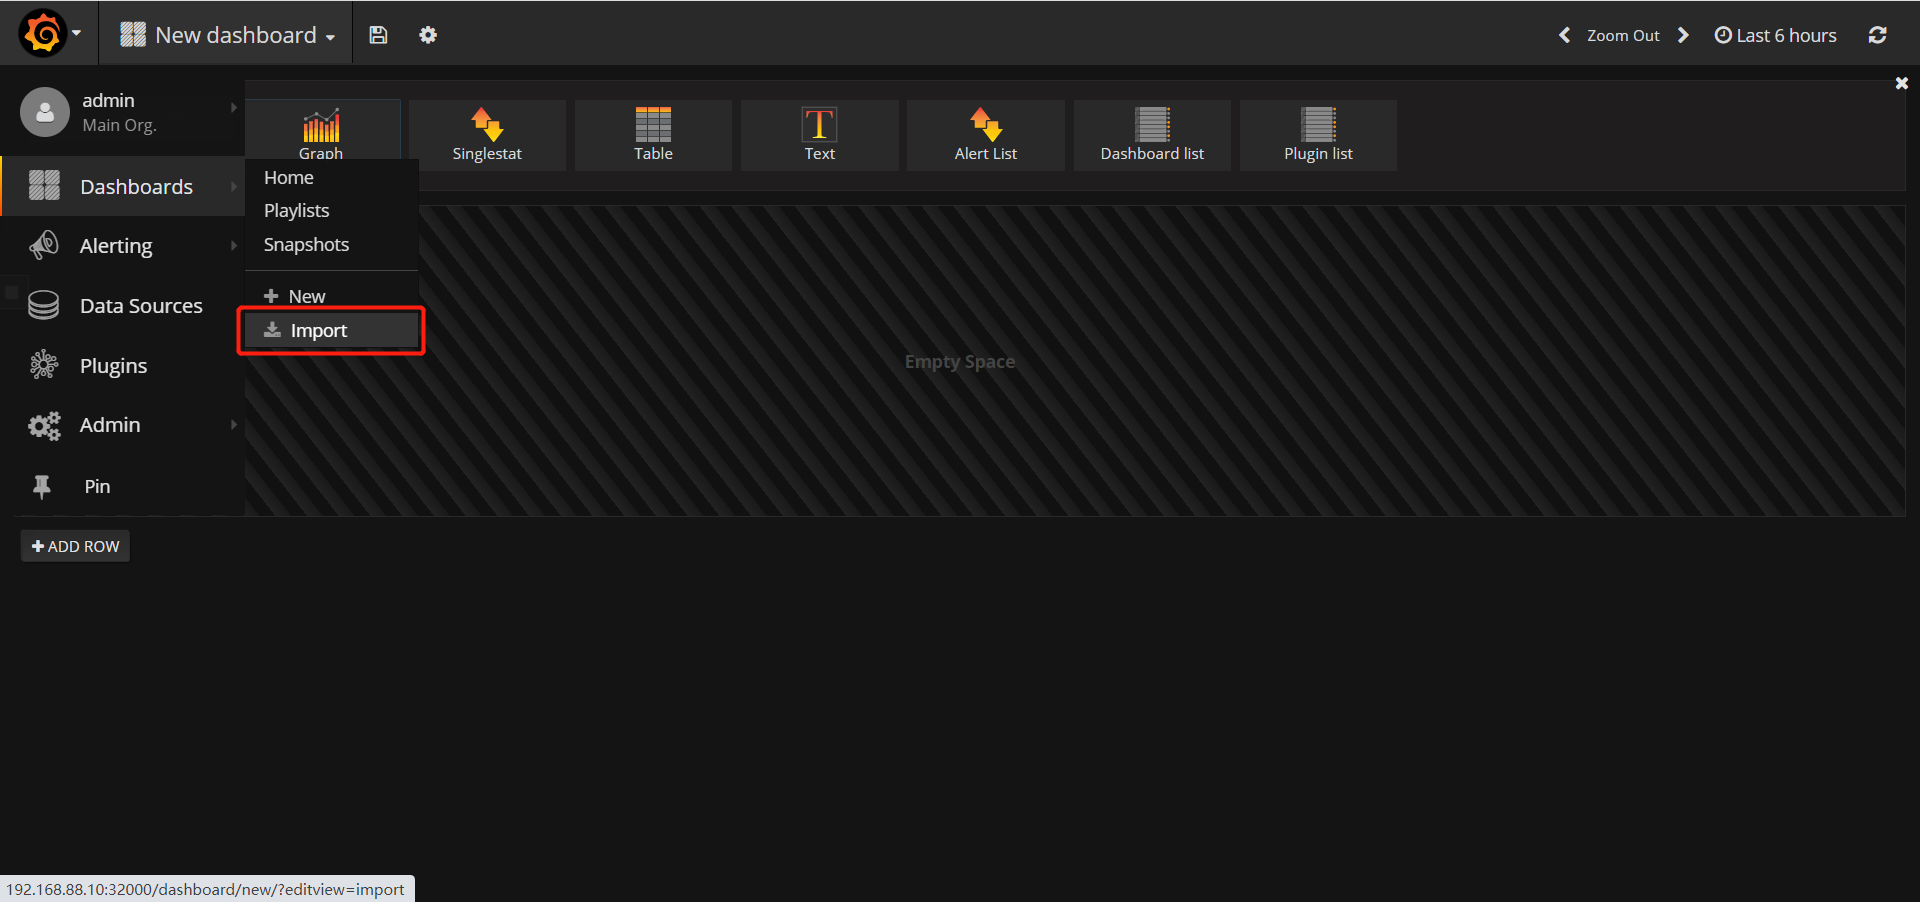 New dashboard
Zoom Out
Last 6 hours
admin
Main Org.
Graph
Singlestat
Table
Text
Alert List
Dashboard list
Plugin list
Dashboards
Home
Playlists
Snapshots
Alerting
New
Import
Data Sources
Plugins
Empty Space
Admin
Pin
ADD ROW
192.168.88.10:32000/dashboard/new/?editview=import